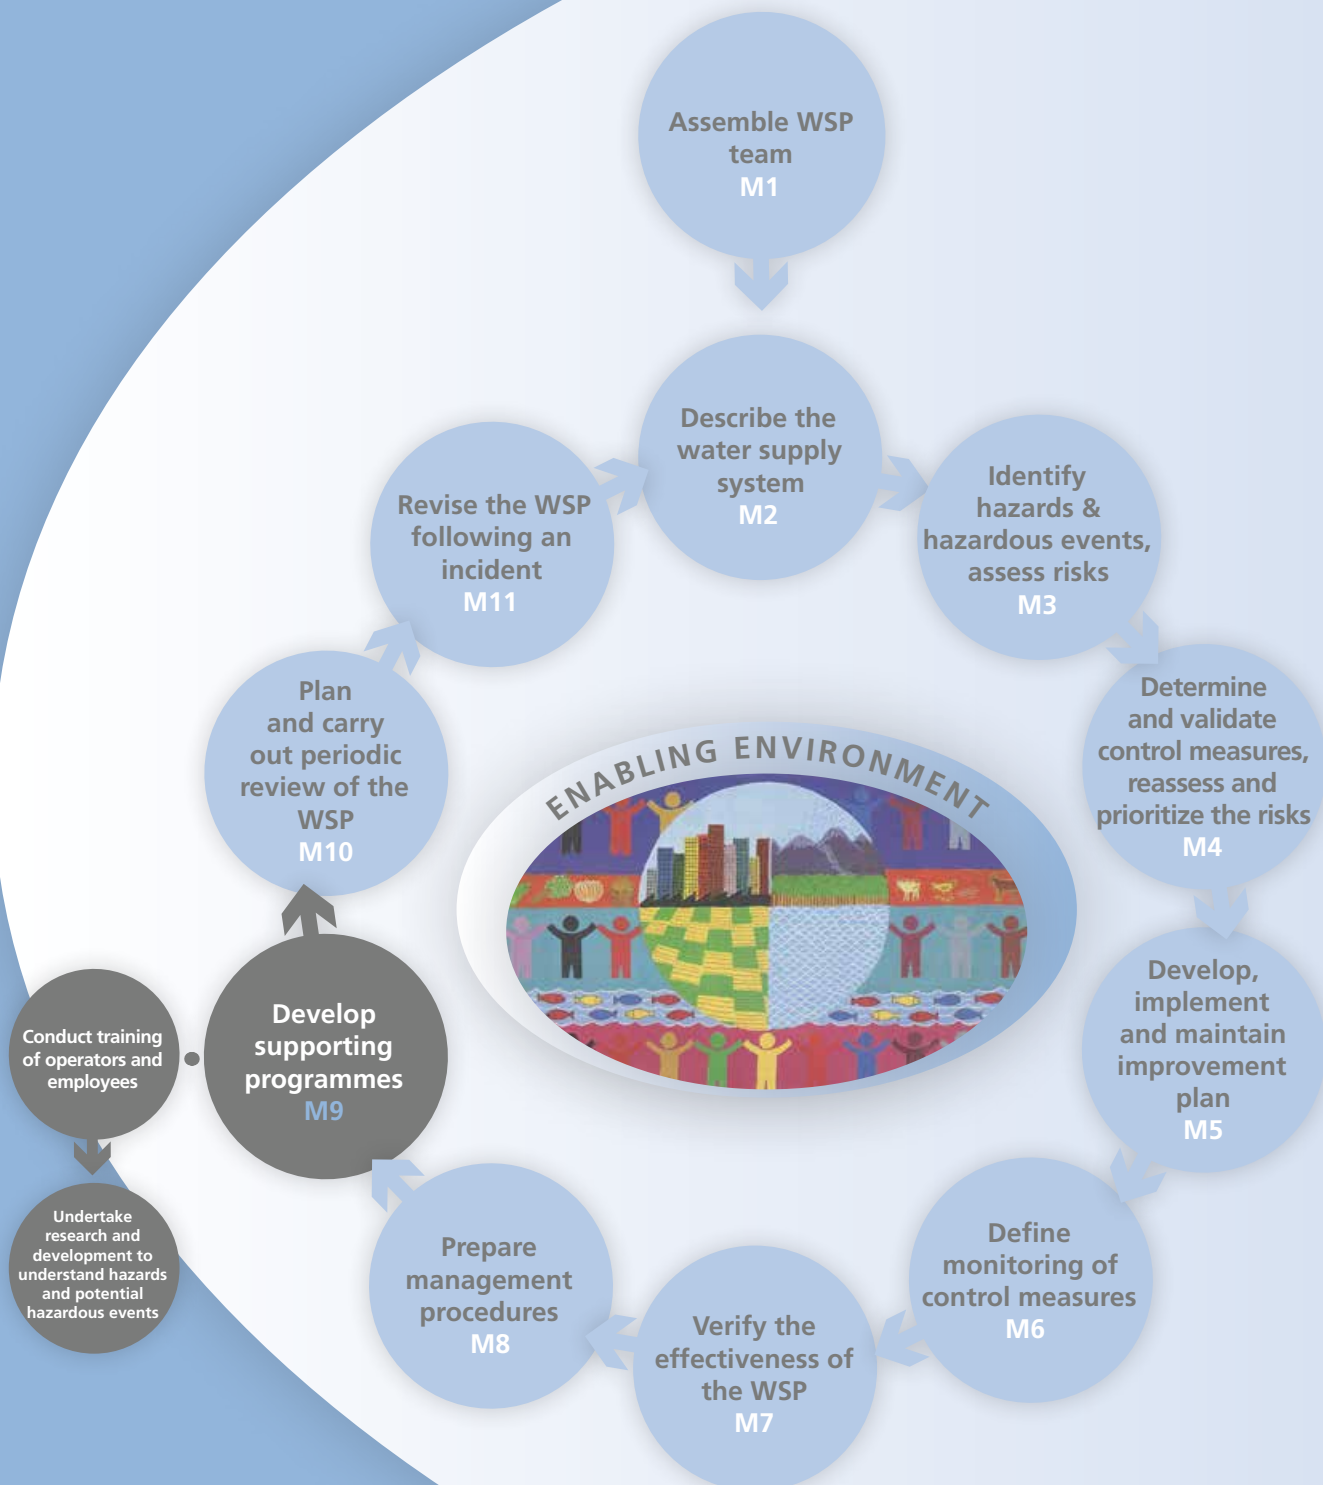 Assemble WSP
team
M1
Describe the
water supply
system
M2
Identify
hazards &
hazardous events,
assess risks
M3
Determine
and validate
control measures,
reassess and
prioritize the risks
M4
Develop,
implement
and maintain
improvement
plan
M5
Define
monitoring of
control measures
M6
Verify the
effectiveness of
the WSP
M7
Prepare
management
procedures
M8
Develop
supporting
programmes
M9
Conduct training
of operators and
employees
Undertake
research and
development to
understand hazards
and potential
hazardous events
Plan
and carry
out periodic
review of the
WSP
M10
Revise the WSP
following an
incident
M11
ENABLING ENVIRONMENT